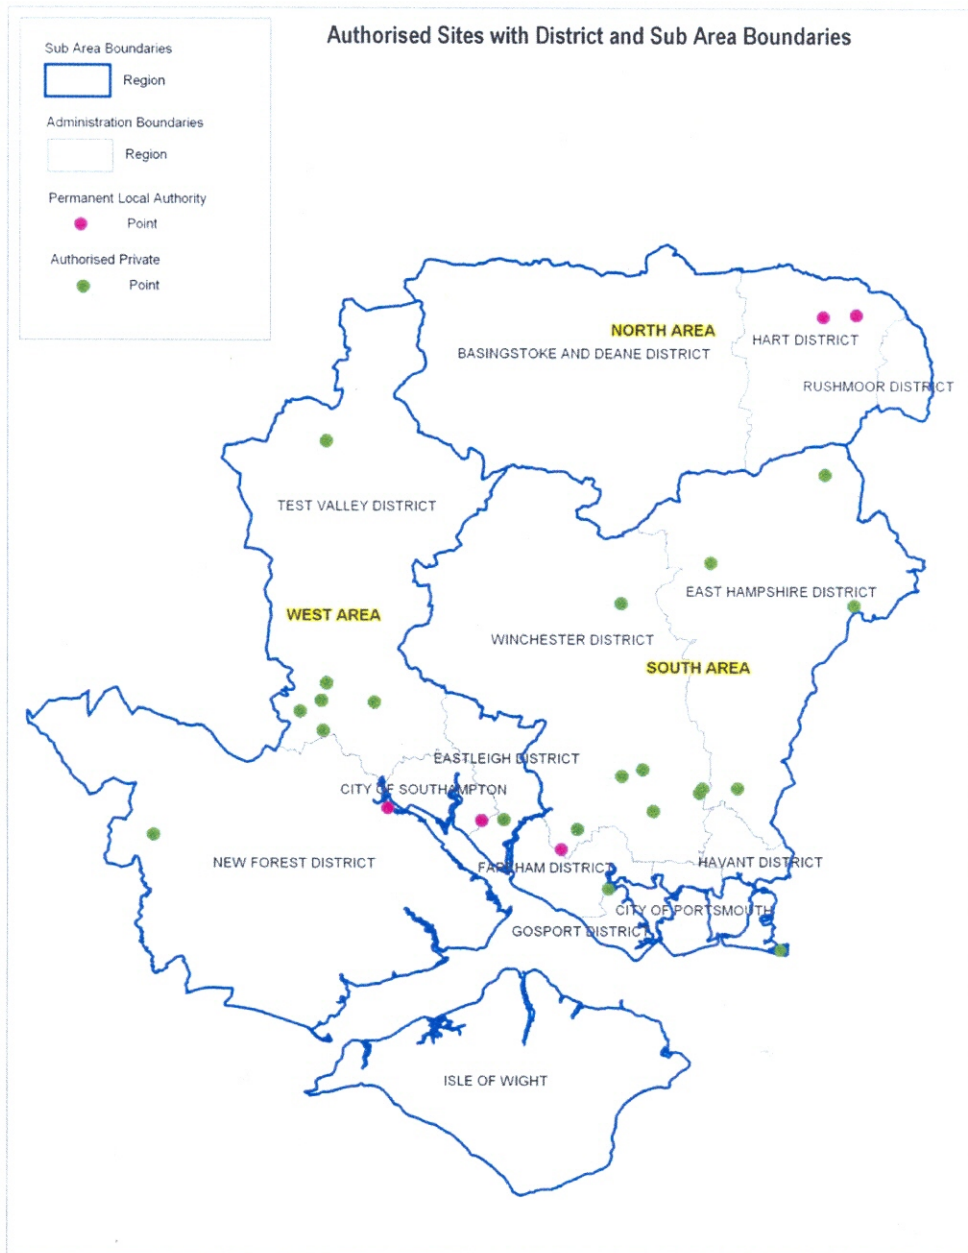 Authorised Sites with District and Sub Area Boundaries
Sub Area Boundaries
Region
Administration Boundaries
Region
Permanent Local Authority
Point
Authorised Private
Point
NORTH AREA
BASINGSTOKE AND DEANE DISTRICT
HART DISTRICT
RUSHMOOR DISTRICT
TEST VALLEY DISTRICT
EAST HAMPSHIRE DISTRICT
WEST AREA
WINCHESTER DISTRICT
SOUTH AREA
EASTLEIGH DISTRICT
CITY OF SOUTHAMPTON
NEW FOREST DISTRICT
FAREHAM DISTRICT
HAVANT DISTRICT
CITY OF PORTSMOUTH
GOSPORT DISTRICT
ISLE OF WIGHT